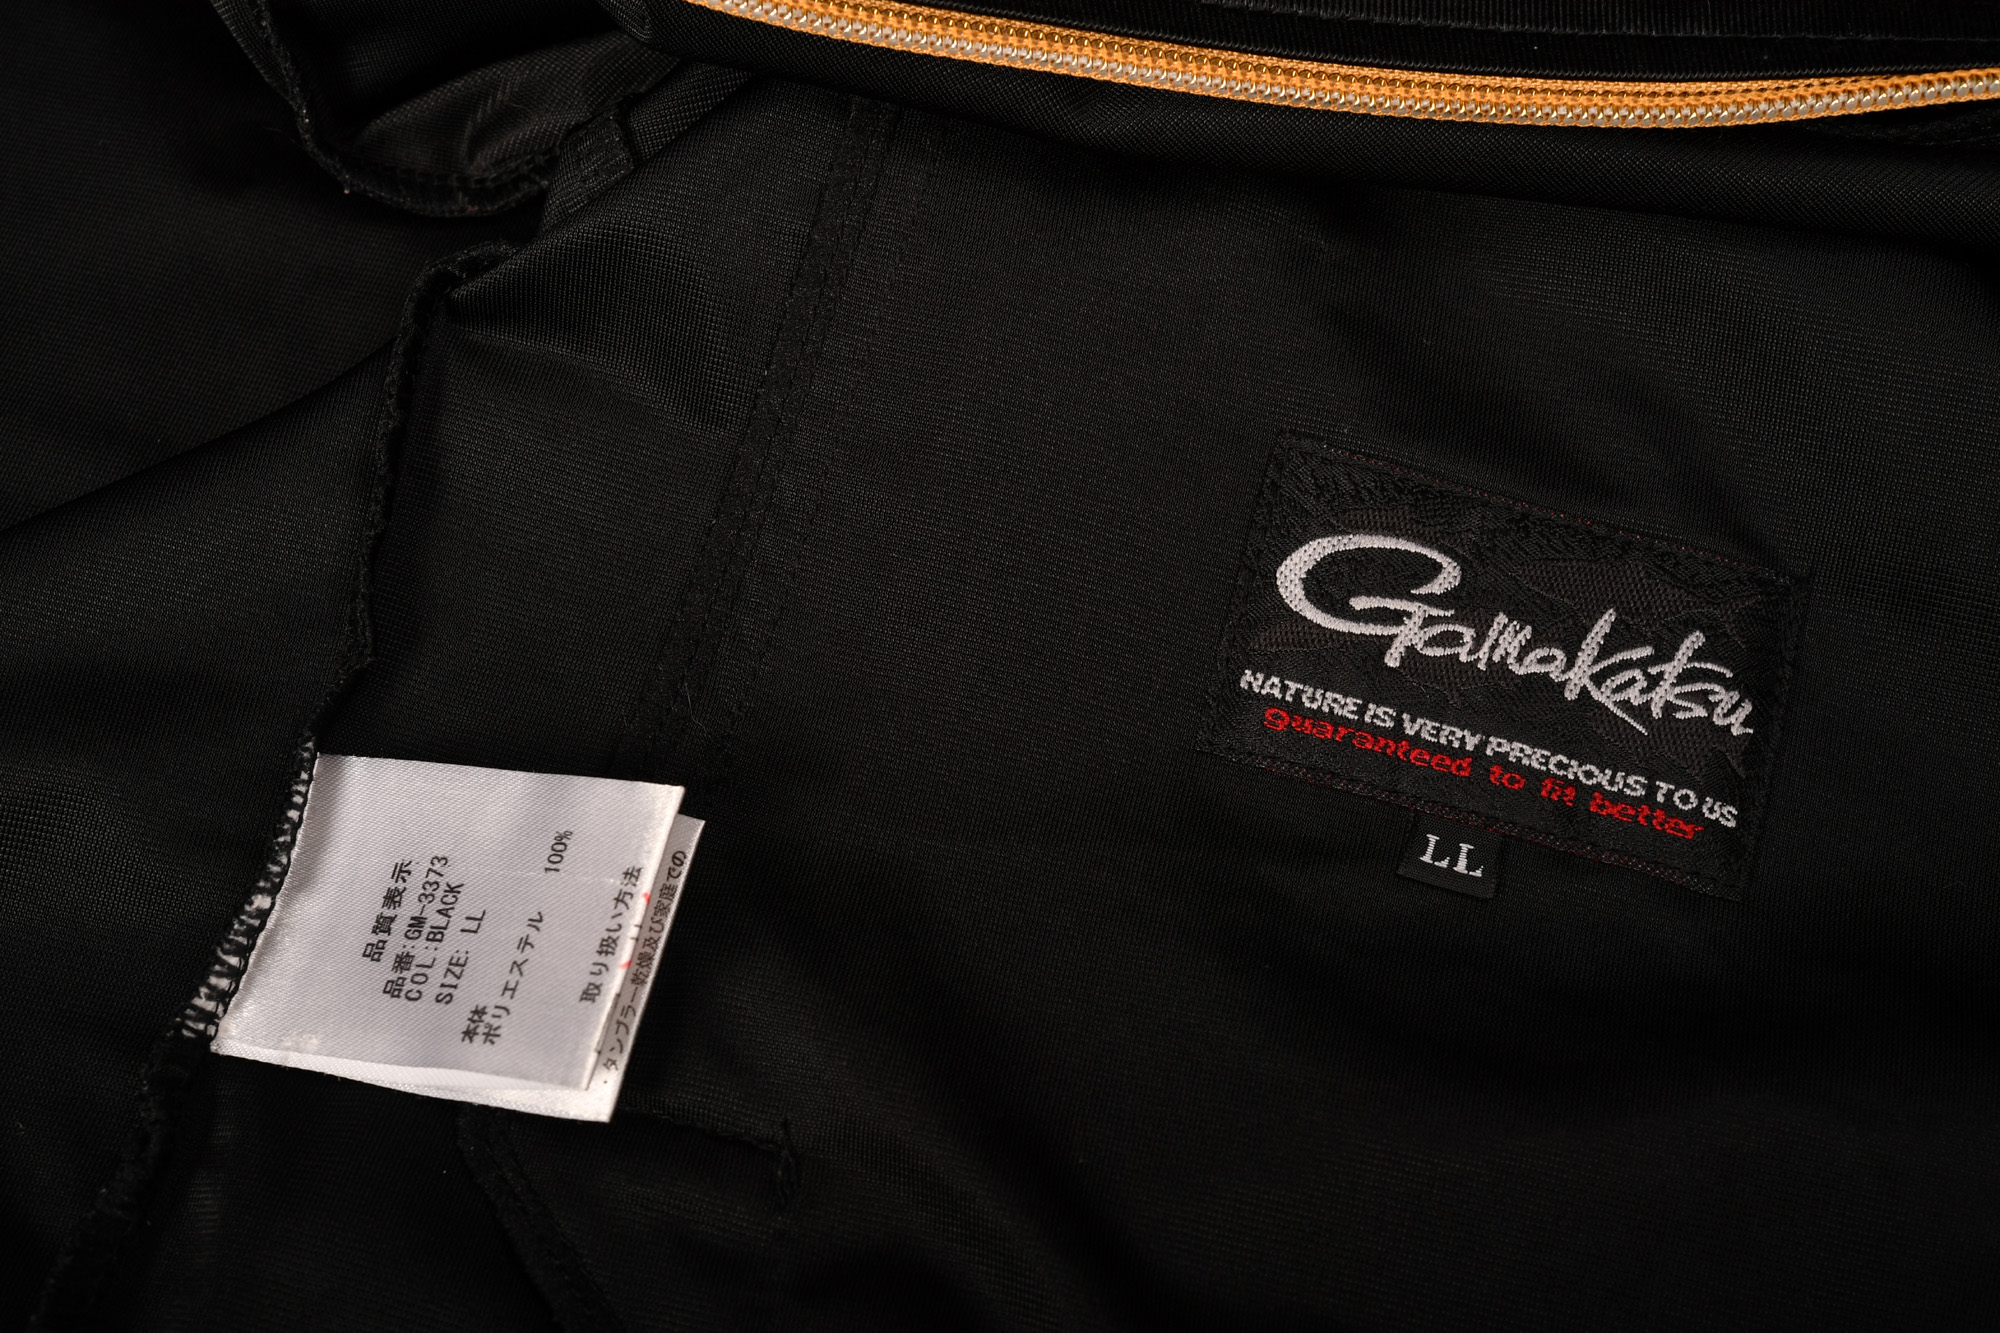 Gamakatsu
NATURE IS VERY PRECIOUS TO US
guaranteed to fit better
LL
品質表示
品番:GM-3373
COL:BLACK
SIZE: LL
本体
ポリエステル 100%
取り扱い方法
・タンブラー乾燥及び家庭での